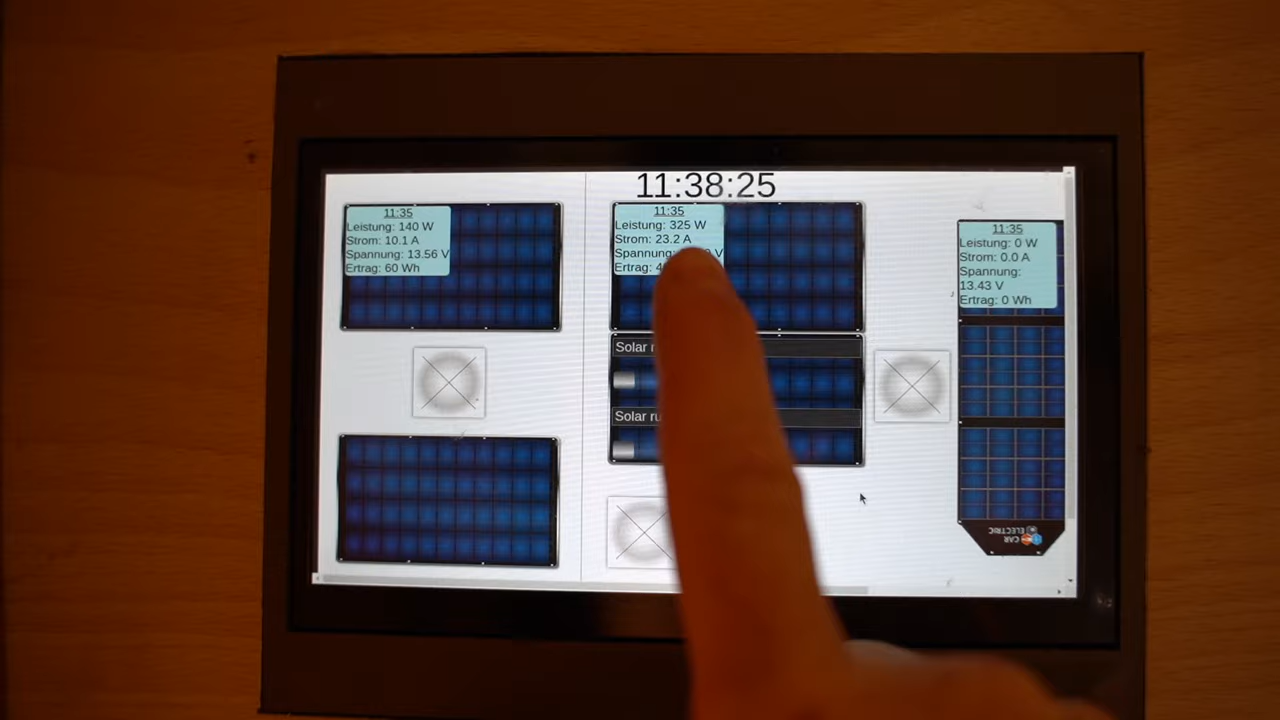 11:38:25
11:35
Leistung: 140 W
Strom: 10.1 A
Spannung: 13.56 V
Ertrag: 60 Wh
11:35
Leistung: 325 W
Strom: 23.2 A
Spannung: V
Ertrag:
11:35
Leistung: 0 W
Strom: 0.0 A
Spannung:
13.43 V
Ertrag: 0 Wh
Solar
Solar
CAR
ELECTRIC